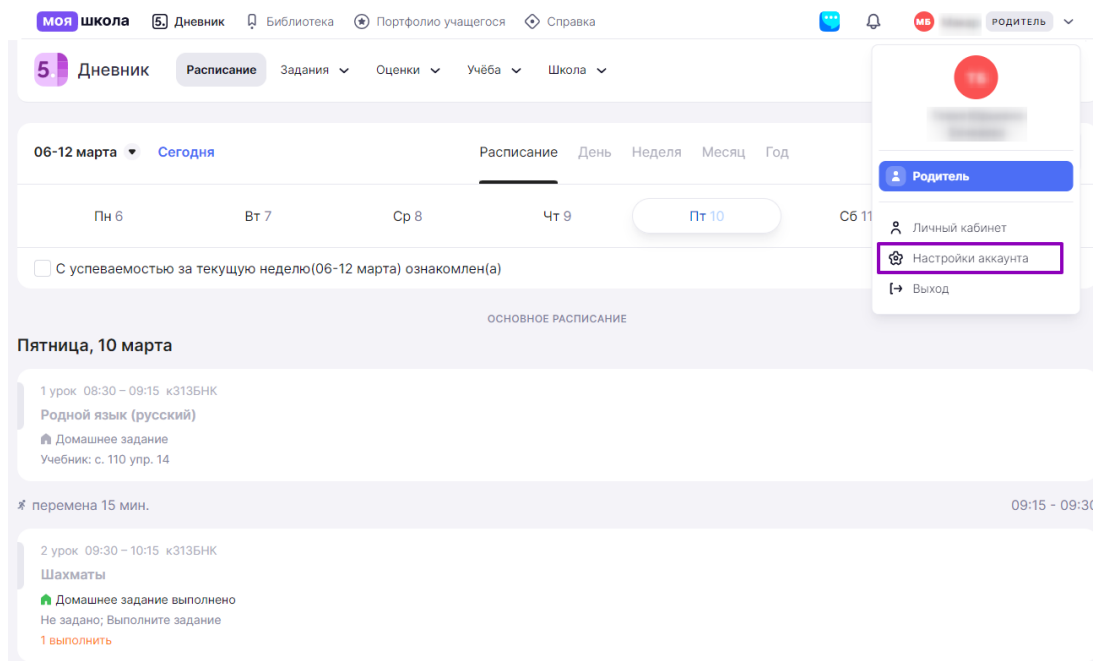 моя школа 5. Дневник Библиотека Портфолио учащегося Справка МБ РОДИТЕЛЬ
5. Дневник Расписание Задания Оценки Учёба Школа
06-12 марта Сегодня Расписание День Неделя Месяц Год
Родитель
Пн 6 Вт 7 Ср 8 Чт 9 Пт 10 Сб 11
Личный кабинет
Настройки аккаунта
Выход
С успеваемостью за текущую неделю(06-12 марта) ознакомлен(а)
ОСНОВНОЕ РАСПИСАНИЕ
Пятница, 10 марта
1 урок 08:30 – 09:15 к313БНК
Родной язык (русский)
Домашнее задание
Учебник: с. 110 упр. 14
перемена 15 мин. 09:15 - 09:30
2 урок 09:30 – 10:15 к313БНК
Шахматы
Домашнее задание выполнено
Не задано; Выполните задание
1 выполнить